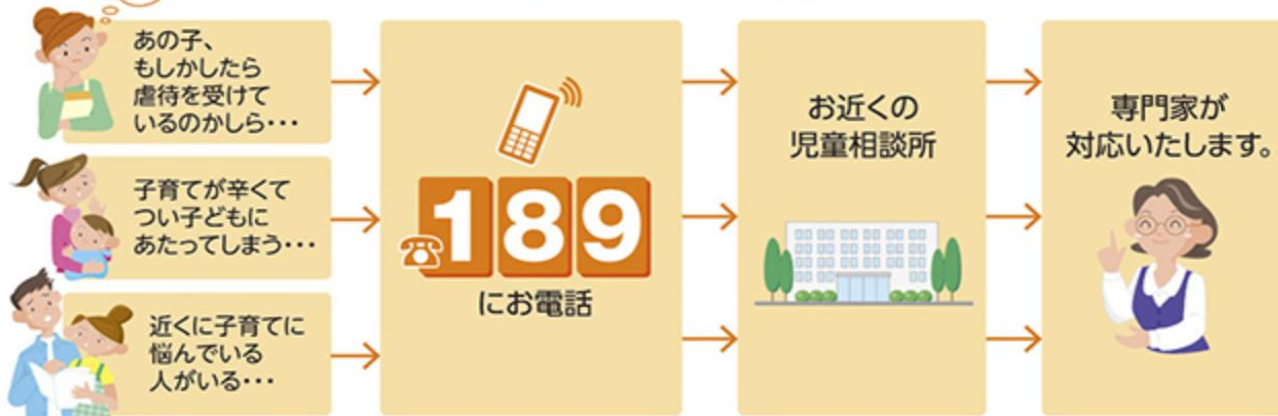 あの子、
もしかしたら
虐待を受けて
いるのかしら・・・
子育てが辛くて
つい子どもに
あたってしまう・・・
近くに子育てに
悩んでいる
人がいる・・・
189
にお電話
お近くの
児童相談所
専門家が
対応いたします。